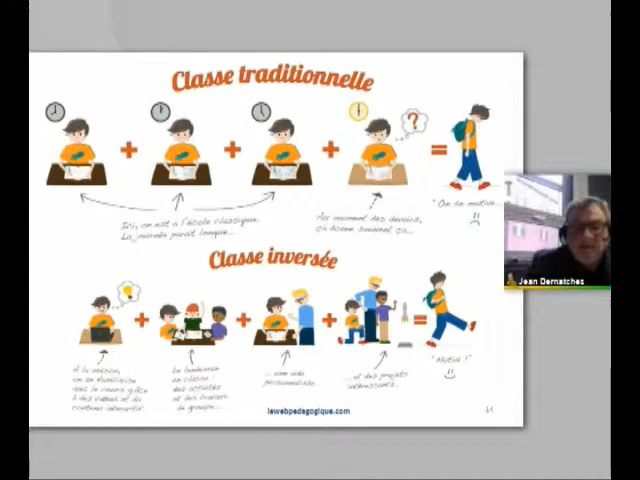 Classe traditionnelle
?
Ici, on est à l'école classique.
La journée paraît longue...
Au moment des devoirs,
ça donne souvent ça...
"On se motive...
Classe inversée
À la maison,
on se familiarise
avec le cours grâce
à des vidéos et du
contenu interactif.
Le lendemain
en classe :
des activités
et des travaux
de groupe...
... une aide
personnalisée...
... et des projets
intéressants.
"Motivé !"
lewebpedagogique.com
Jean Dematchez